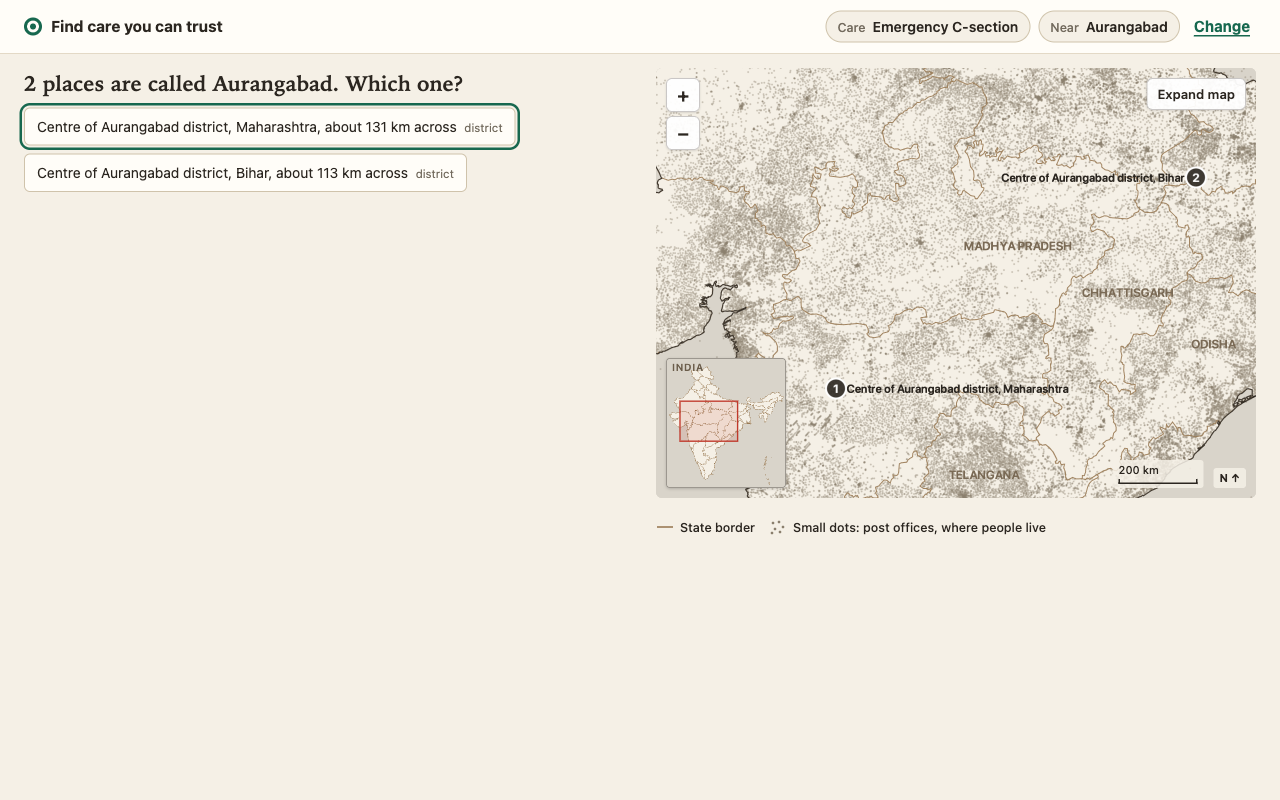 Find care you can trust
Care Emergency C-section
Near Aurangabad
Change
2 places are called Aurangabad. Which one?
Centre of Aurangabad district, Maharashtra, about 131 km across district
Centre of Aurangabad district, Bihar, about 113 km across district
+
−
Expand map
Centre of Aurangabad district, Bihar 2
MADHYA PRADESH
CHHATTISGARH
ODISHA
INDIA
1 Centre of Aurangabad district, Maharashtra
TELANGANA
200 km
N ↑
State border
Small dots: post offices, where people live